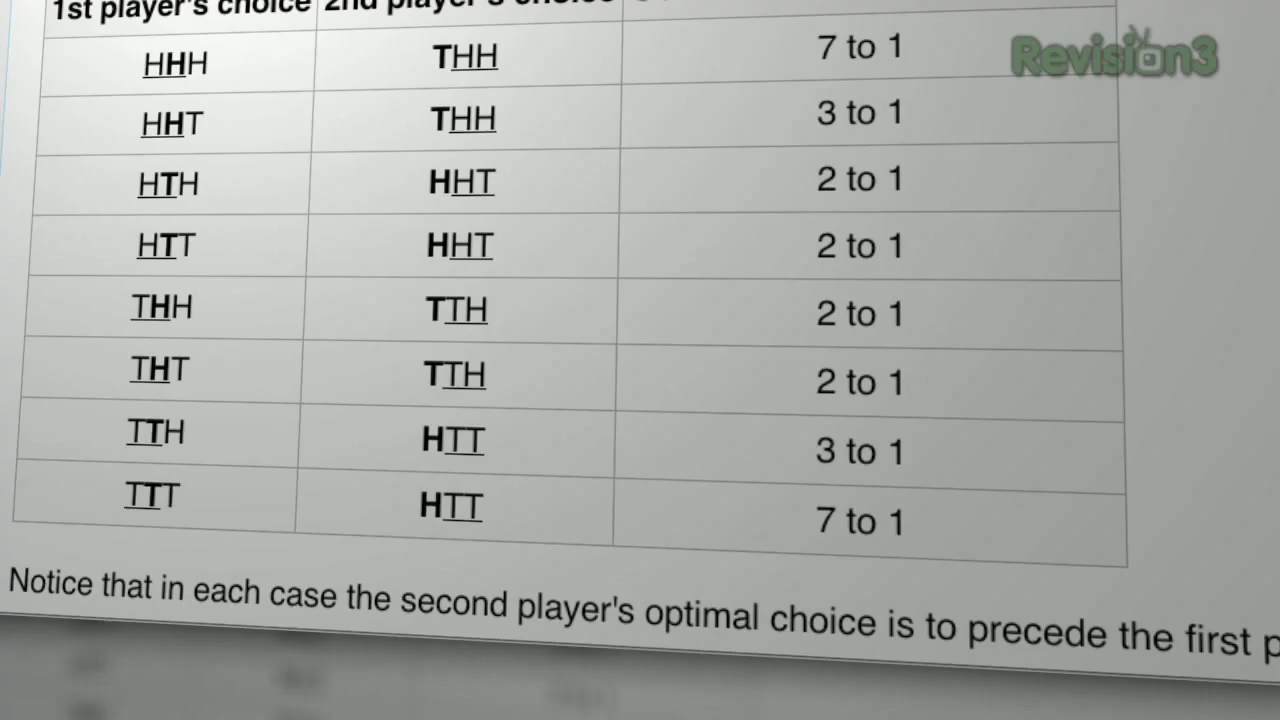 1st player's choice 2nd player's choice
HHH THH 7 to 1
HHT THH 3 to 1
HTH HHT 2 to 1
HTT HHT 2 to 1
THH TTH 2 to 1
THT TTH 2 to 1
TTH HTT 3 to 1
TTT HTT 7 to 1
Notice that in each case the second player's optimal choice is to precede the first p
Revision3